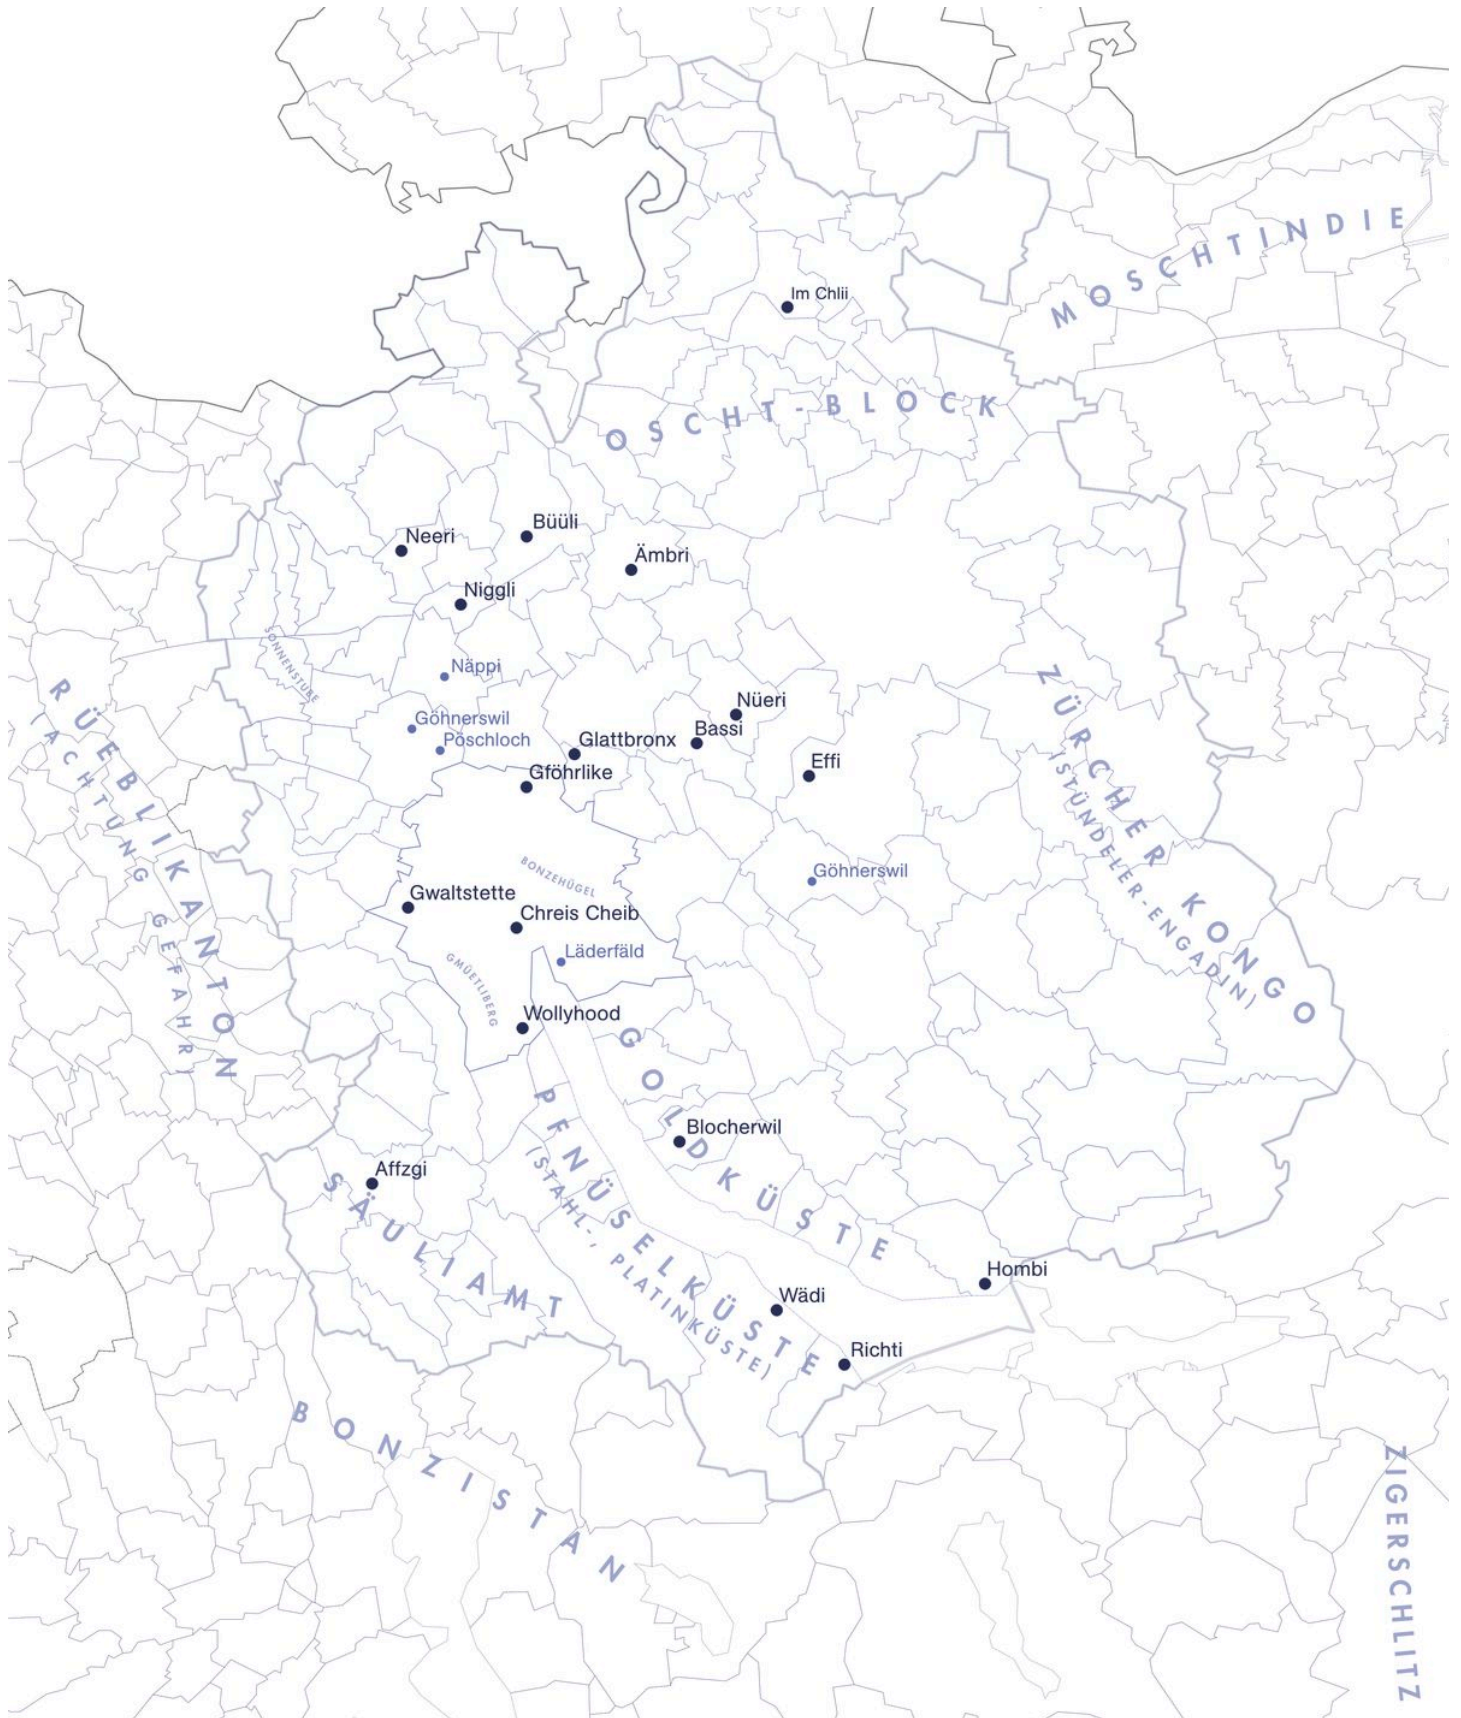 MOSCHTINDIE
Im Chlii
OSCHT-BLOCK
Büüli
Neeri
Ämbri
Niggli
SONNENSTUBE
Näppi
RÜEBLIKANTON
(ACHTUNG GEFAHR)
ZÜRCHER KONGO
(STÜNDELER-ENGADIN)
Nüeri
Göhnerswil
Bassi
Pöschloch
Glattbronx
Effi
Gföhrlike
BONZEHÜGEL
Göhnerswil
Gwaltstette
Chreis Cheib
Läderfäld
GMÜETLIBERG
Wollyhood
GOLDKÜSTE
PFNÜSELKÜSTE
(STAHL-, PLATINKÜSTE)
Blocherwil
Affzgi
SÄULIAMT
Hombi
Wädi
Richti
BONZISTAN
ZIGERSCHLITZ